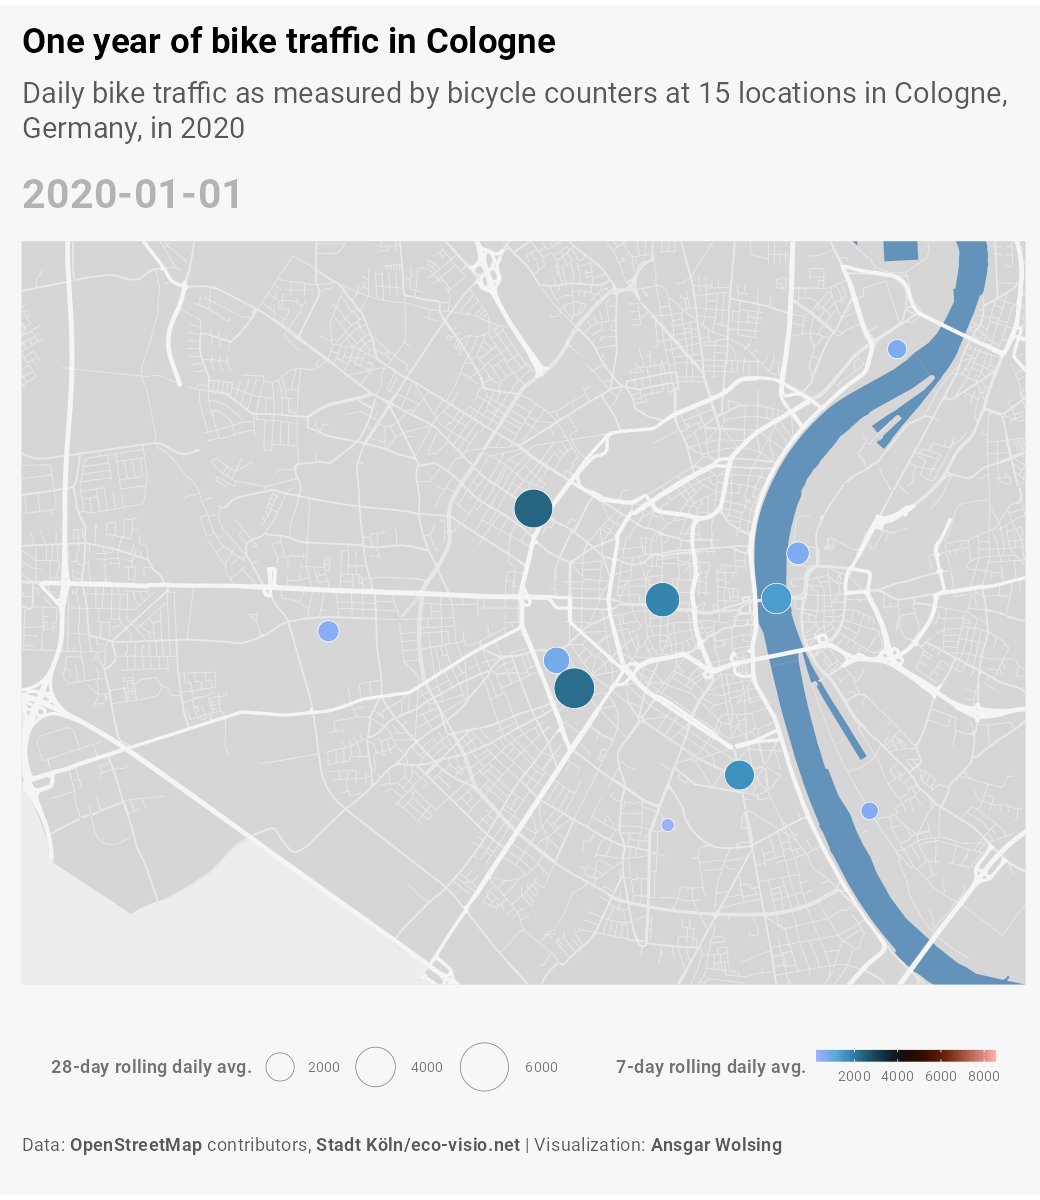 One year of bike traffic in Cologne
Daily bike traffic as measured by bicycle counters at 15 locations in Cologne,
Germany, in 2020
2020-01-01
28-day rolling daily avg. 2000 4000 6000 7-day rolling daily avg. 2000 4000 6000 8000
Data: OpenStreetMap contributors, Stadt Köln/eco-visio.net | Visualization: Ansgar Wolsing